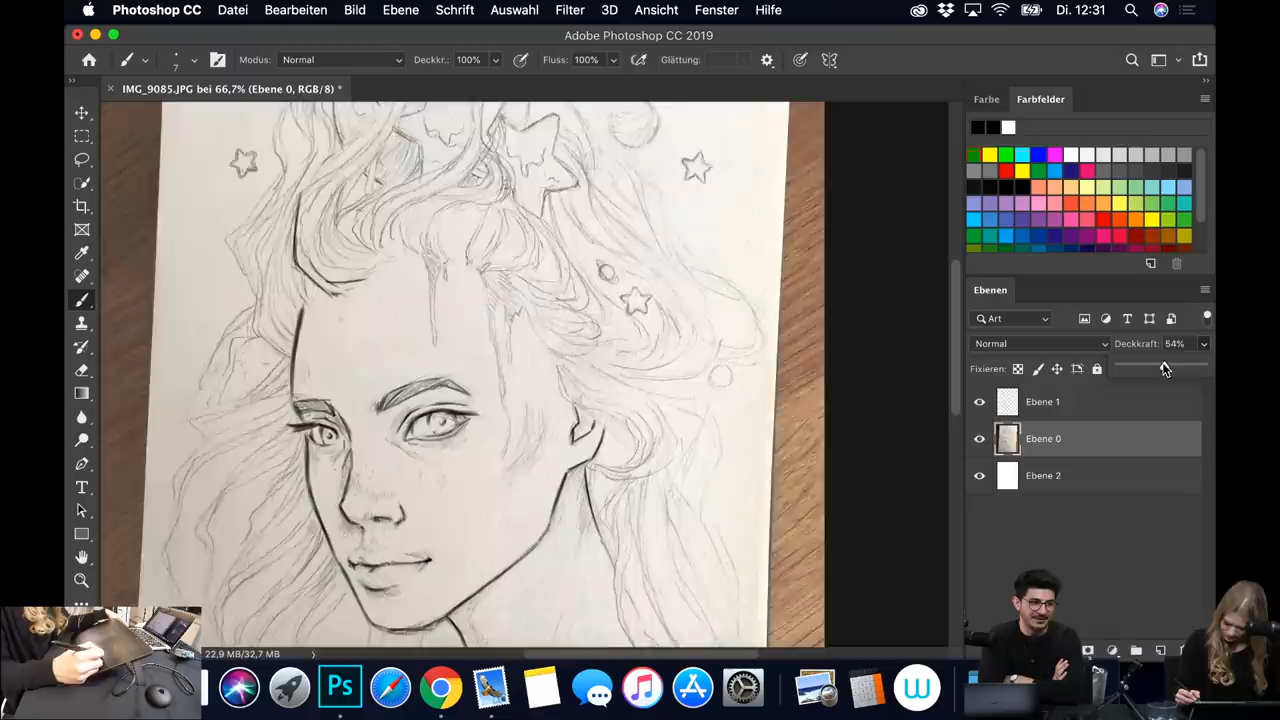 Photoshop CC Datei Bearbeiten Bild Ebene Schrift Auswahl Filter 3D Ansicht Fenster Hilfe Di. 12:31
Adobe Photoshop CC 2019
7 Modus: Normal Deckkr.: 100% Fluss: 100% Glättung:
IMG_9085.JPG bei 66,7% (Ebene 0, RGB/8) *
Farbe Farbfelder
Ebenen
Art
Normal Deckkraft: 54%
Fixieren:
Ebene 1
Ebene 0
Ebene 2
22,9 MB/32,7 MB
Ps
W